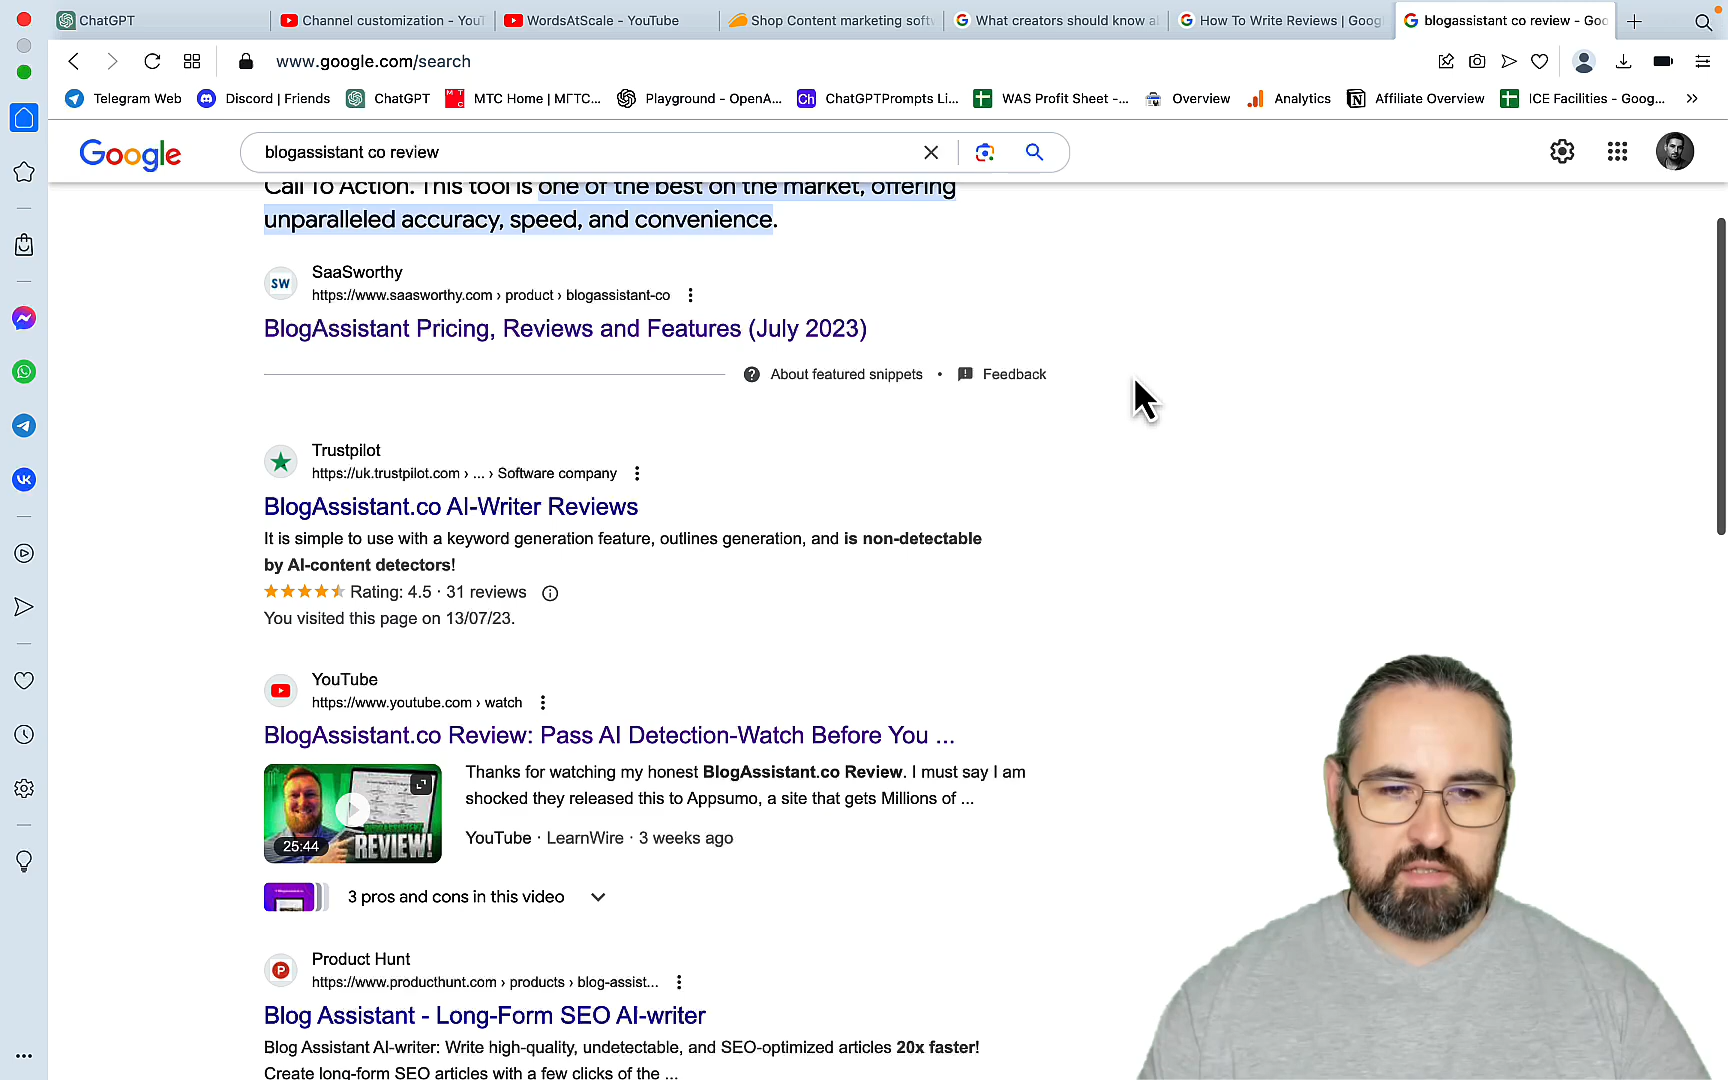 ChatGPT
Channel customization - YouT
WordsAtScale - YouTube
Shop Content marketing softw
What creators should know a
How To Write Reviews | Goog
blogassistant co review - Goo
www.google.com/search
Telegram Web
Discord | Friends
ChatGPT
MTC Home | МГТС...
Playground - OpenA...
ChatGPTPrompts Li...
WAS Profit Sheet -...
Overview
Analytics
Affiliate Overview
ICE Facilities - Goog...
Google
blogassistant co review
Call To Action. This tool is one of the best on the market, offering
unparalleled accuracy, speed, and convenience.
SW
SaaSworthy
https://www.saasworthy.com › product › blogassistant-co
BlogAssistant Pricing, Reviews and Features (July 2023)
About featured snippets • Feedback
Trustpilot
https://uk.trustpilot.com › ... › Software company
BlogAssistant.co AI-Writer Reviews
It is simple to use with a keyword generation feature, outlines generation, and is non-detectable
by AI-content detectors!
Rating: 4.5 · 31 reviews
You visited this page on 13/07/23.
YouTube
https://www.youtube.com › watch
BlogAssistant.co Review: Pass AI Detection-Watch Before You ...
Thanks for watching my honest BlogAssistant.co Review. I must say I am
shocked they released this to Appsumo, a site that gets Millions of ...
BLOGASSISTANT
REVIEW!
25:44
YouTube · LearnWire · 3 weeks ago
3 pros and cons in this video
Product Hunt
https://www.producthunt.com › products › blog-assist...
Blog Assistant - Long-Form SEO AI-writer
Blog Assistant AI-writer: Write high-quality, undetectable, and SEO-optimized articles 20x faster!
Create long-form SEO articles with a few clicks of the ...